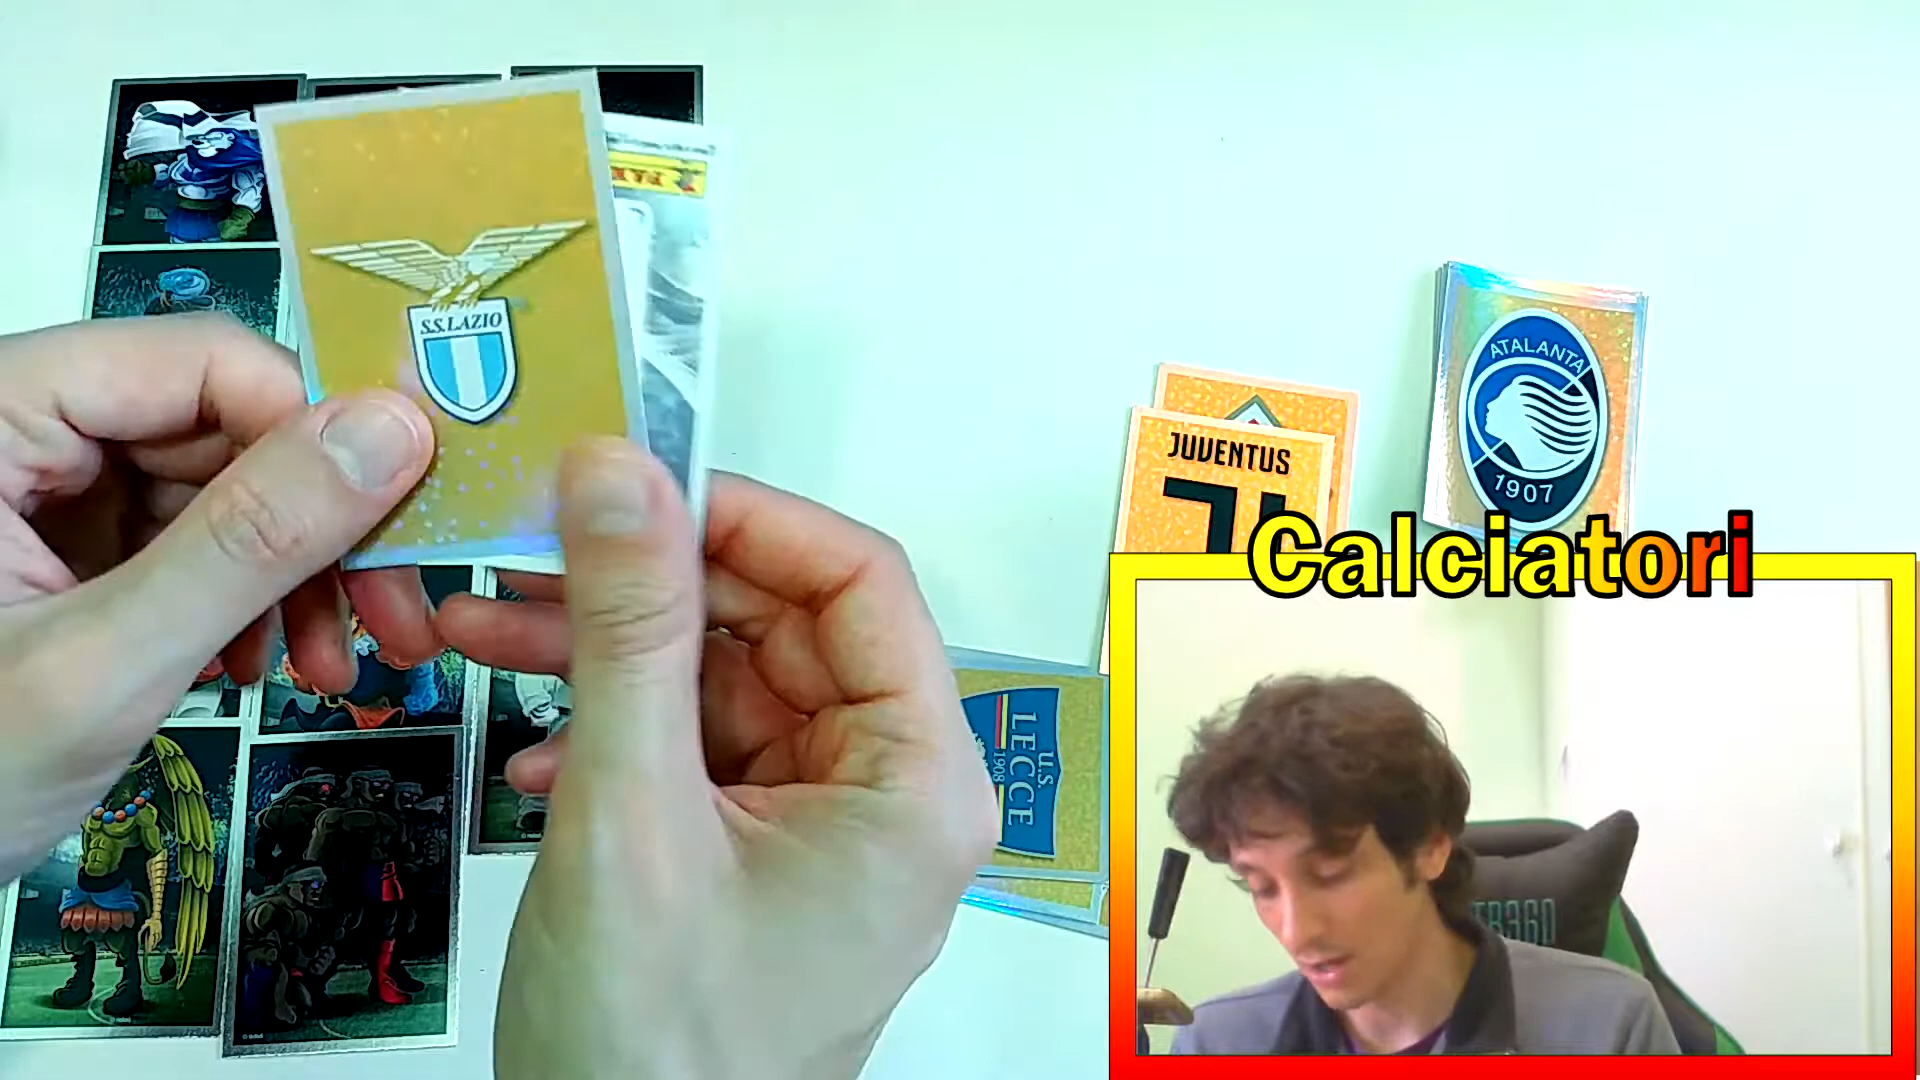 S.S.LAZIO
ATALANTA
1907
JUVENTUS
Calciatori
U.S.
LECCE
1908